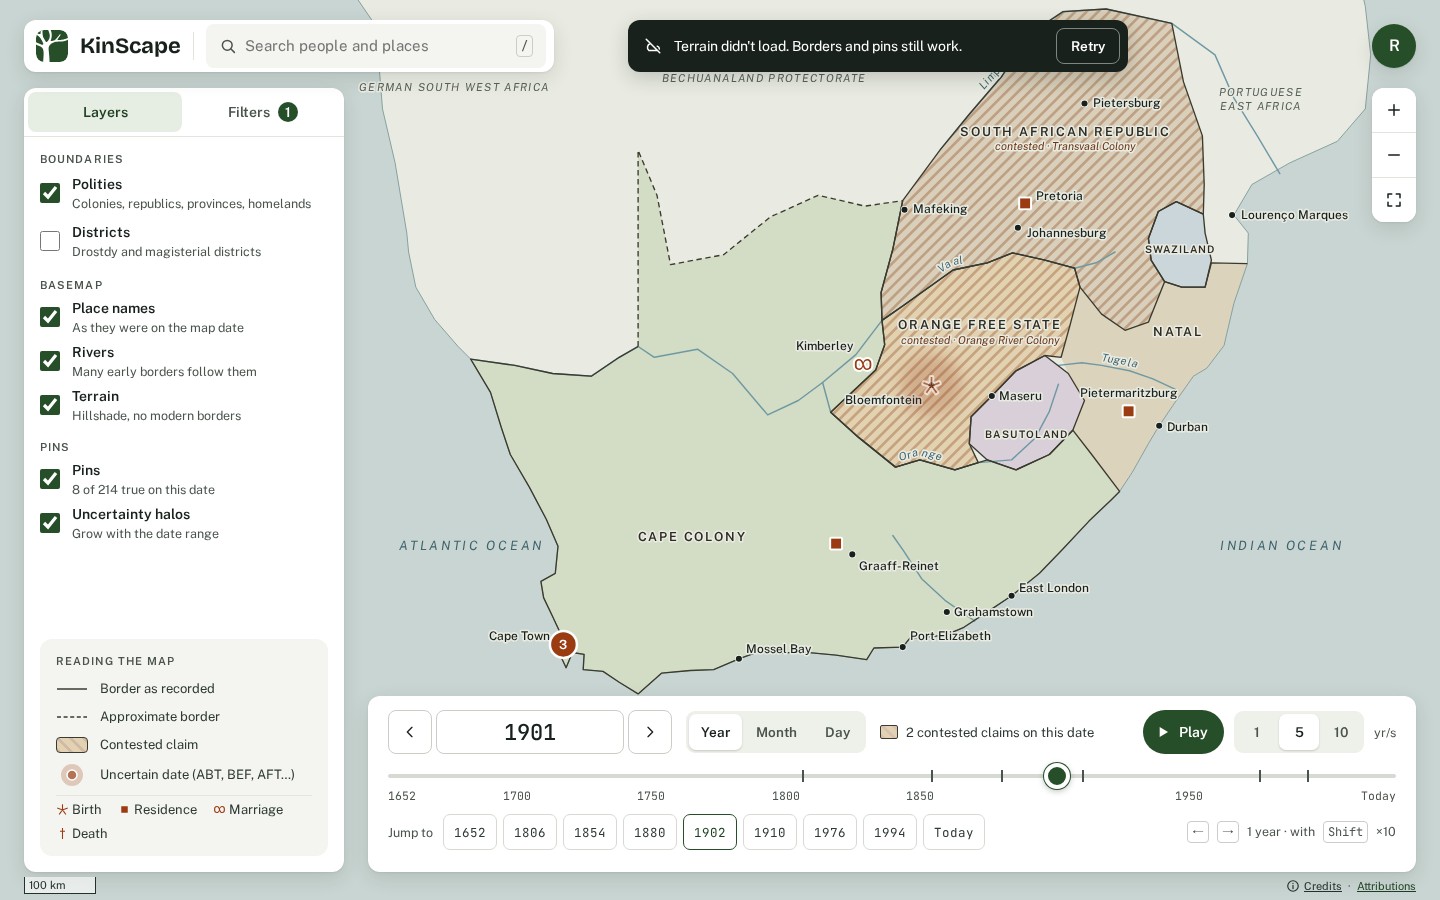 KinScape
Search people and places
/
Terrain didn't load. Borders and pins still work.
Retry
R
Layers
Filters
1
BOUNDARIES
Polities
Colonies, republics, provinces, homelands
Districts
Drostdy and magisterial districts
BASEMAP
Place names
As they were on the map date
Rivers
Many early borders follow them
Terrain
Hillshade, no modern borders
PINS
Pins
8 of 214 true on this date
Uncertainty halos
Grow with the date range
READING THE MAP
Border as recorded
Approximate border
Contested claim
Uncertain date (ABT, BEF, AFT…)
Birth
Residence
Marriage
Death
100 km
GERMAN SOUTH WEST AFRICA
BECHUANALAND PROTECTORATE
PORTUGUESE
EAST AFRICA
Pietersburg
SOUTH AFRICAN REPUBLIC
contested · Transvaal Colony
Pretoria
Mafeking
Johannesburg
Lourenço Marques
SWAZILAND
Vaal
ORANGE FREE STATE
contested · Orange River Colony
NATAL
Kimberley
Tugela
Bloemfontein
Maseru
Pietermaritzburg
Durban
BASUTOLAND
Orange
CAPE COLONY
ATLANTIC OCEAN
INDIAN OCEAN
Graaff-Reinet
East London
Grahamstown
Cape Town
3
Port Elizabeth
Mossel Bay
1901
Year
Month
Day
2 contested claims on this date
Play
1
5
10
yr/s
1652
1700
1750
1800
1850
1950
Today
Jump to
1652
1806
1854
1880
1902
1910
1976
1994
Today
← → 1 year · with Shift ×10
Credits · Attributions